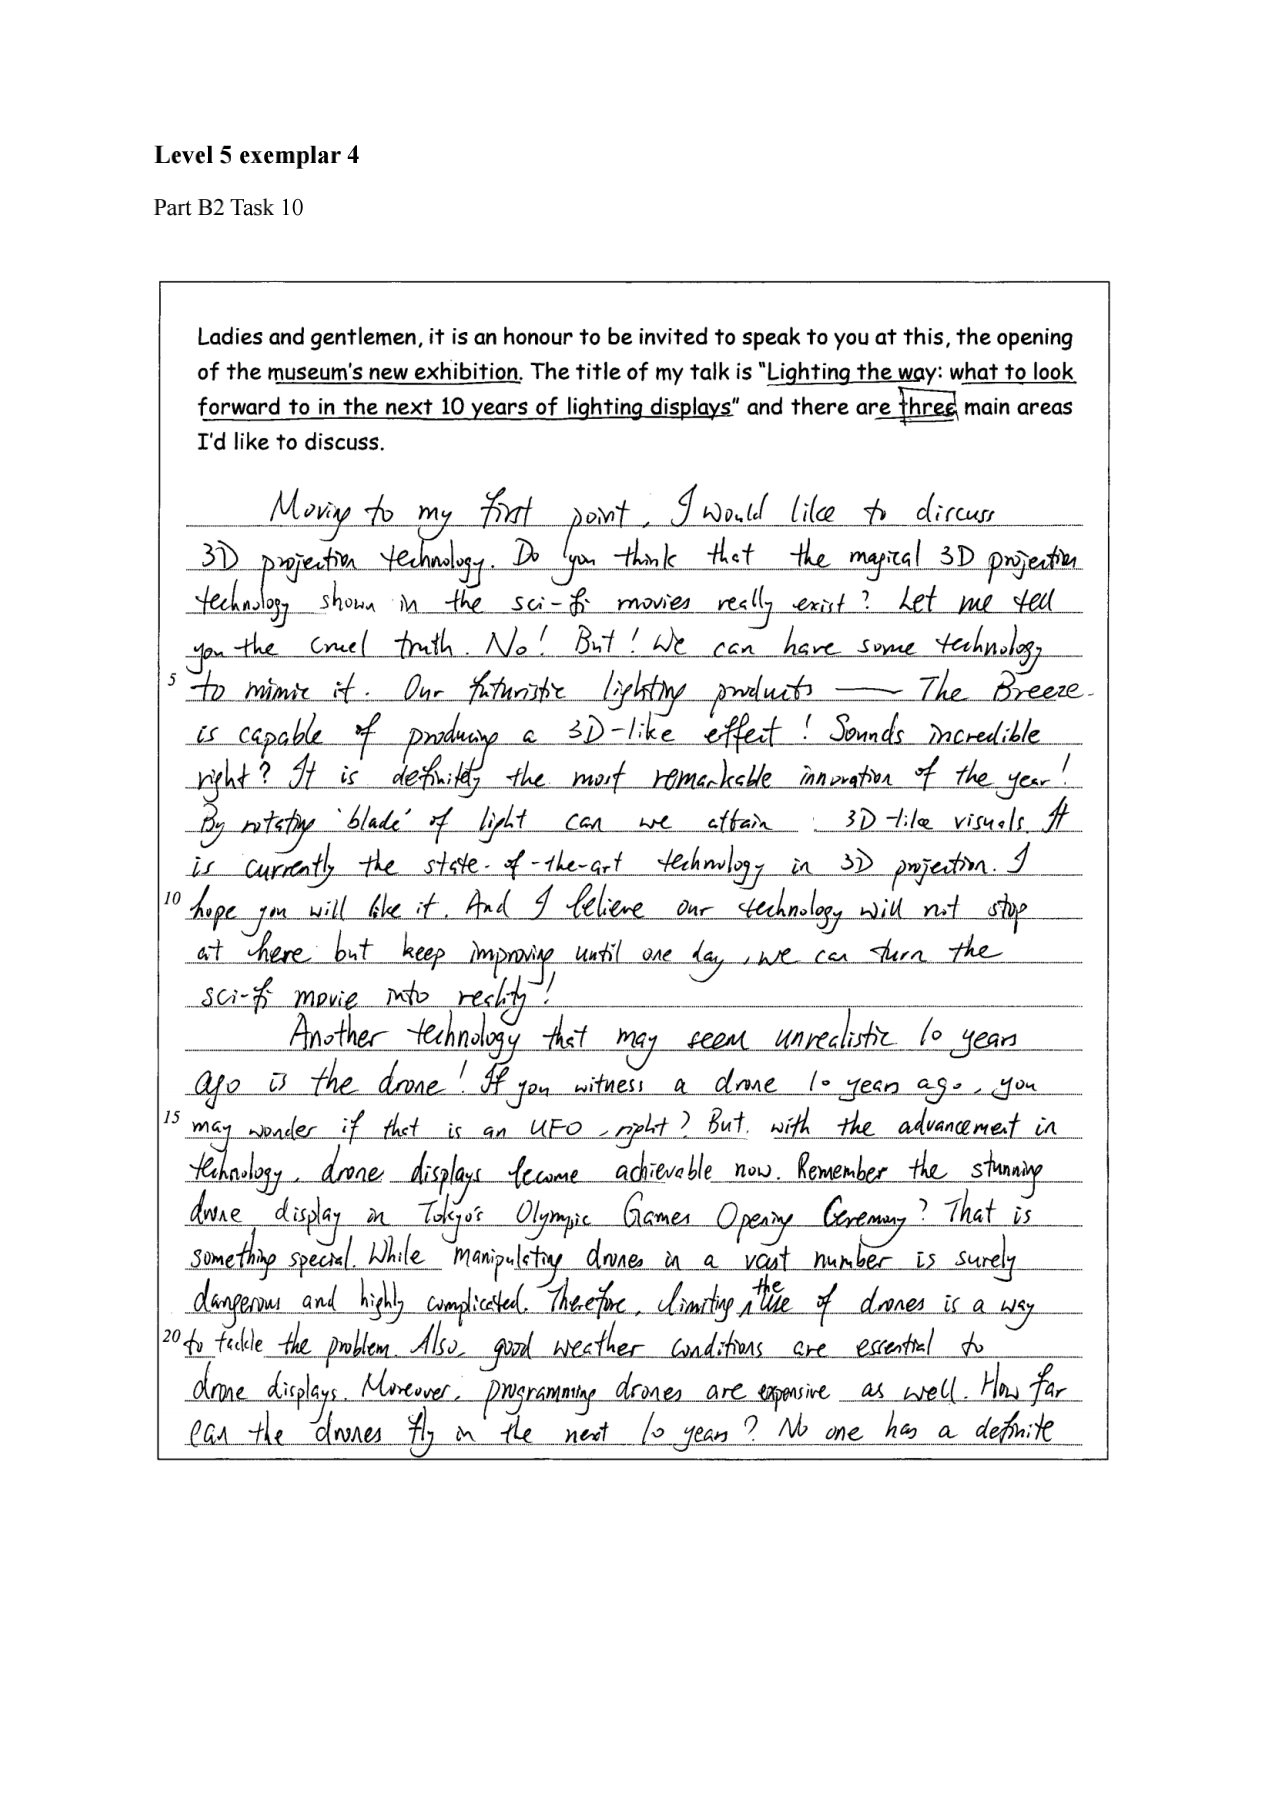 Level 5 exemplar 4
Part B2 Task 10
Ladies and gentlemen, it is an honour to be invited to speak to you at this, the opening
of the museum's new exhibition. The title of my talk is "Lighting the way: what to look
forward to in the next 10 years of lighting displays" and there are three main areas
I'd like to discuss.
Moving to my first point, I would like to discuss
3D projection technology. Do you think that the magical 3D projection
technology shown in the sci-fi movies really exist? Let me tell
you the cruel truth. No! But! We can have some technology
5 to mimic it. Our futuristic lighting products — The Breeze-
is capable of producing a 3D-like effect! Sounds incredible
right? It is definitely the most remarkable innovation of the year!
By rotating 'blade' of light can we attain 3D-like visuals. It
is currently the state-of-the-art technology in 3D projection. I
10 hope you will like it. And I believe our technology will not stop
at here but keep improving until one day, we can turn the
sci-fi movie into reality!
Another technology that may seem unrealistic 10 years
ago is the drone! If you witness a drone 10 years ago, you
15 may wonder if that is an UFO, right? But, with the advancement in
technology, drone displays become achievable now. Remember the stunning
drone display in Tokyo's Olympic Games Opening Ceremony? That is
something special. While manipulating drones in a vast number is surely
dangerous and highly complicated. Therefore, limiting the use of drones is a way
20 to tackle the problem. Also, good weather conditions are essential to
drone displays. Moreover, programming drones are expensive as well. How far
can the drones fly in the next 10 years? No one has a definite